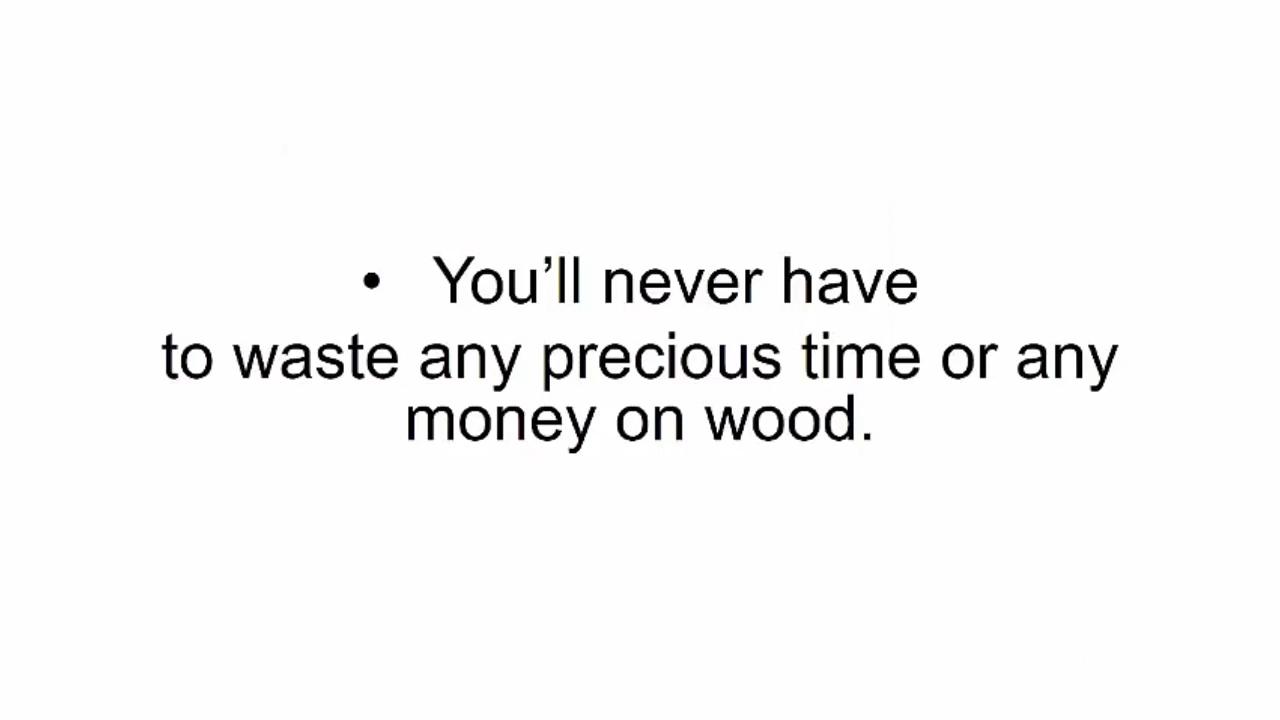 • You’ll never have
to waste any precious time or any
money on wood.